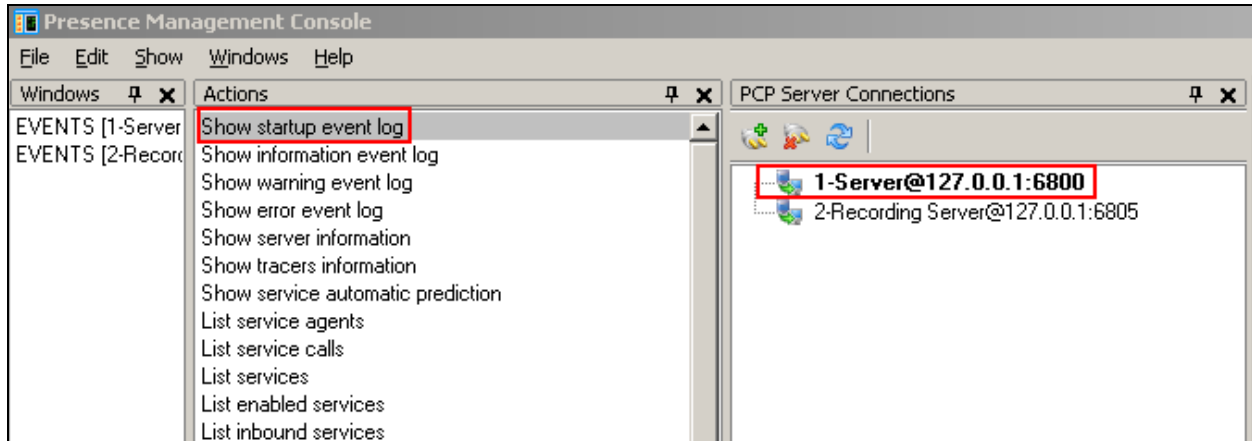 Presence Management Console
File Edit Show Windows Help
Windows
EVENTS [1-Server
EVENTS [2-Recor
Actions
Show startup event log
Show information event log
Show warning event log
Show error event log
Show server information
Show tracers information
Show service automatic prediction
List service agents
List service calls
List services
List enabled services
List inbound services
PCP Server Connections
1-Server@127.0.0.1:6800
2-Recording Server@127.0.0.1:6805